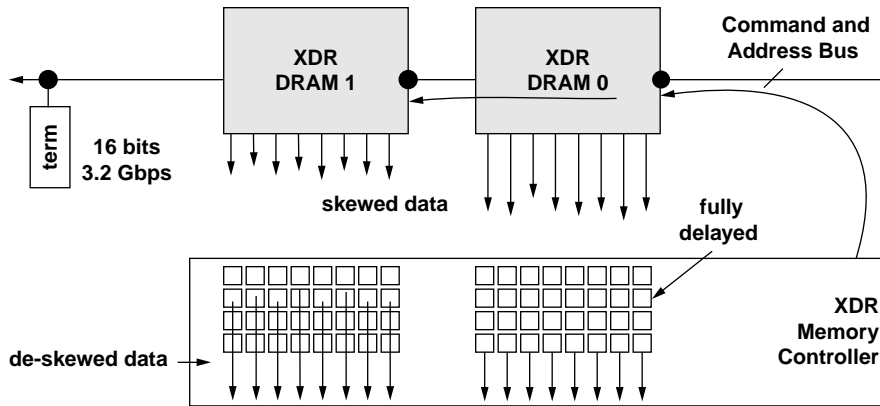 Command and
Address Bus
XDR
DRAM 1
XDR
DRAM 0
term
16 bits
3.2 Gbps
skewed data
fully
delayed
XDR
Memory
Controller
de-skewed data